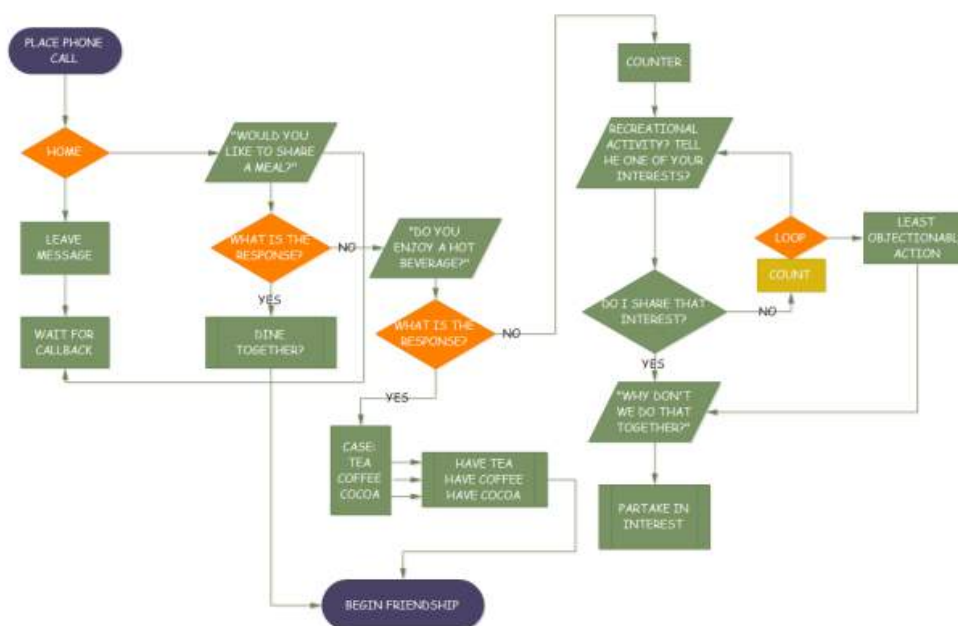 PLACE PHONE
CALL
HOME
LEAVE
MESSAGE
WAIT FOR
CALLBACK
"WOULD YOU
LIKE TO SHARE
A MEAL?"
WHAT IS THE
RESPONSE?
NO
YES
DINE
TOGETHER?
"DO YOU
ENJOY A HOT
BEVERAGE?"
WHAT IS THE
RESPONSE?
NO
YES
CASE:
TEA
COFFEE
COCOA
HAVE TEA
HAVE COFFEE
HAVE COCOA
BEGIN FRIENDSHIP
COUNTER
RECREATIONAL
ACTIVITY? TELL
HE ONE OF YOUR
INTERESTS?
DO I SHARE THAT
INTEREST?
NO
YES
LOOP
COUNT
LEAST
OBJECTIONABL
ACTION
"WHY DON'T
WE DO THAT
TOGETHER?"
PARTAKE IN
INTEREST